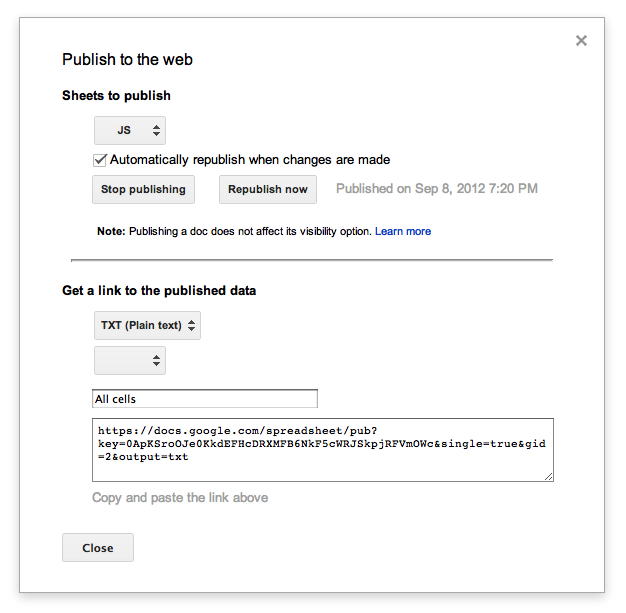 Publish to the web
Sheets to publish
JS
Automatically republish when changes are made
Stop publishing
Republish now
Published on Sep 8, 2012 7:20 PM
Note: Publishing a doc does not affect its visibility option. Learn more
Get a link to the published data
TXT (Plain text)
All cells
https://docs.google.com/spreadsheet/pub?
key=0ApKSroOJe0KkdEFHcDRXMFB6NkF5cWRJSkpjRFVmOWc&single=true&gid
=2&output=txt
Copy and paste the link above
Close